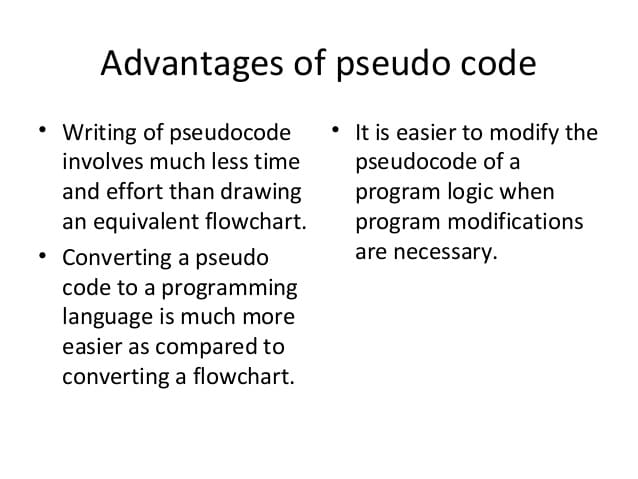 Advantages of pseudo code
• Writing of pseudocode
involves much less time
and effort than drawing
an equivalent flowchart.
• Converting a pseudo
code to a programming
language is much more
easier as compared to
converting a flowchart.
• It is easier to modify the
pseudocode of a
program logic when
program modifications
are necessary.